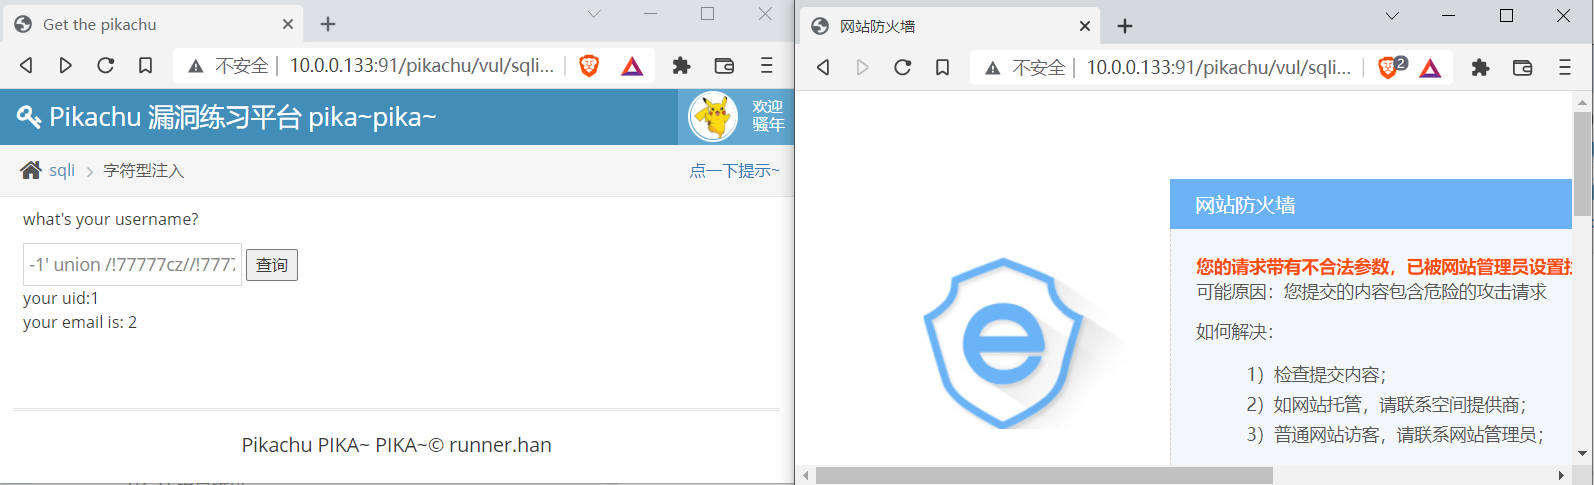 Get the pikachu
不安全 | 10.0.0.133:91/pikachu/vul/sqli...
Pikachu 漏洞练习平台 pika~pika~
欢迎
骚年
sqli > 字符型注入
点一下提示~
what's your username?
-1' union /!77777cz//!777
查询
your uid:1
your email is: 2
Pikachu PIKA~ PIKA~© runner.han
网站防火墙
不安全 | 10.0.0.133:91/pikachu/vul/sqli...
2
网站防火墙
您的请求带有不合法参数，已被网站管理员设置
可能原因：您提交的内容包含危险的攻击请求
如何解决：
1）检查提交内容；
2）如网站托管，请联系空间提供商；
3）普通网站访客，请联系网站管理员；